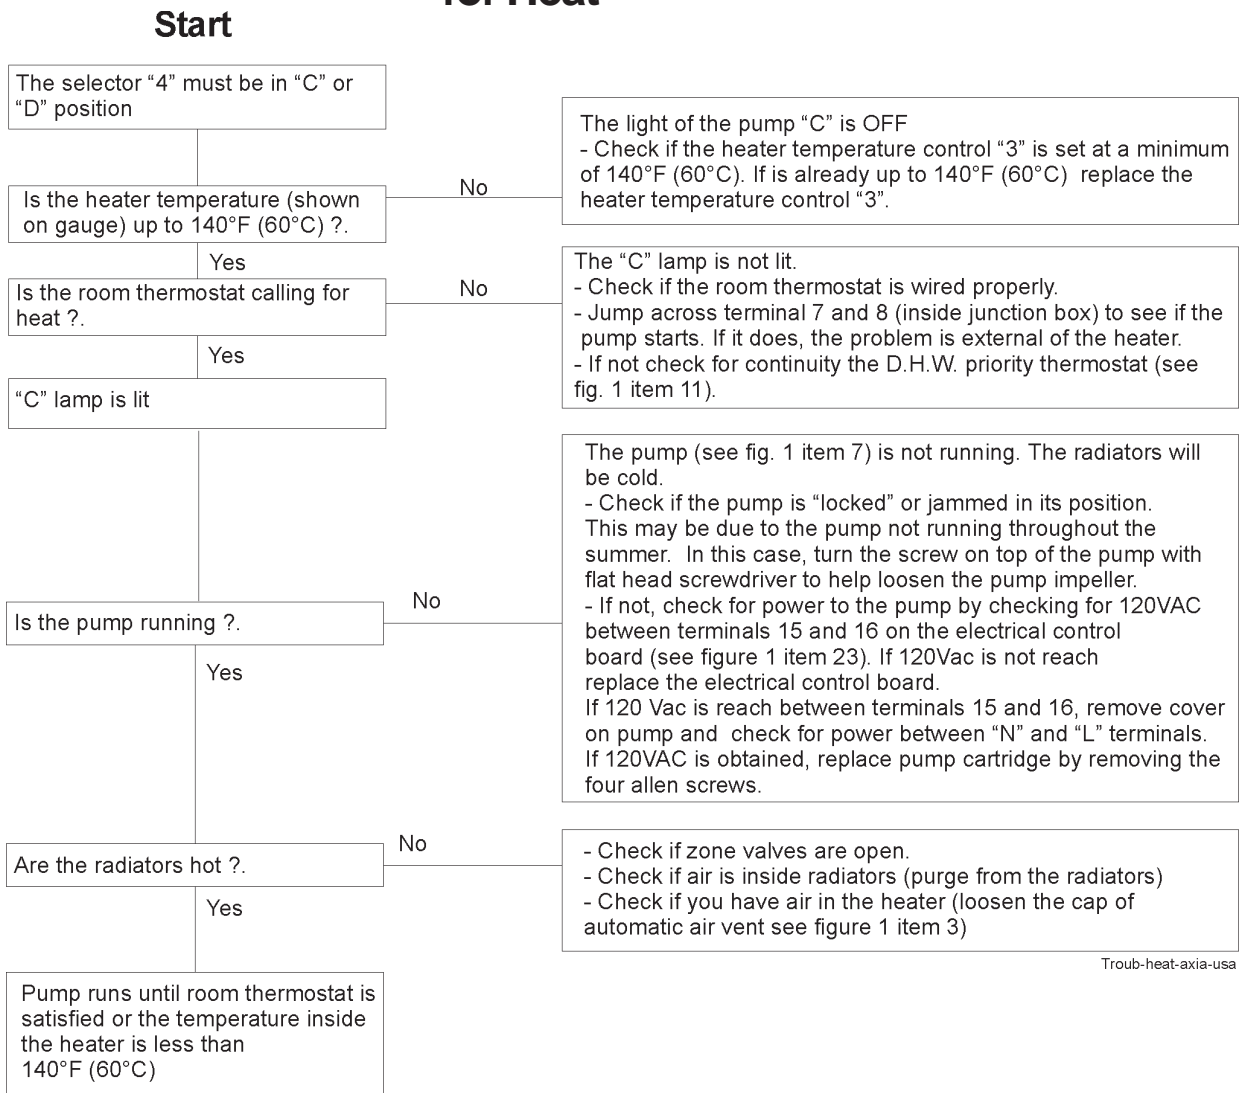 for Heat
Start
The selector “4” must be in “C” or
“D” position
The light of the pump “C” is OFF
- Check if the heater temperature control “3” is set at a minimum
of 140°F (60°C). If is already up to 140°F (60°C) replace the
heater temperature control “3”.
No
Is the heater temperature (shown
on gauge) up to 140°F (60°C) ?.
Yes
The “C” lamp is not lit.
- Check if the room thermostat is wired properly.
- Jump across terminal 7 and 8 (inside junction box) to see if the
pump starts. If it does, the problem is external of the heater.
- If not check for continuity the D.H.W. priority thermostat (see
fig. 1 item 11).
No
Is the room thermostat calling for
heat ?.
Yes
“C” lamp is lit
The pump (see fig. 1 item 7) is not running. The radiators will
be cold.
- Check if the pump is “locked” or jammed in its position.
This may be due to the pump not running throughout the
summer. In this case, turn the screw on top of the pump with
flat head screwdriver to help loosen the pump impeller.
- If not, check for power to the pump by checking for 120VAC
between terminals 15 and 16 on the electrical control
board (see figure 1 item 23). If 120Vac is not reach
replace the electrical control board.
If 120 Vac is reach between terminals 15 and 16, remove cover
on pump and check for power between “N” and “L” terminals.
If 120VAC is obtained, replace pump cartridge by removing the
four allen screws.
No
Is the pump running ?.
Yes
No
Are the radiators hot ?.
- Check if zone valves are open.
- Check if air is inside radiators (purge from the radiators)
- Check if you have air in the heater (loosen the cap of
automatic air vent see figure 1 item 3)
Yes
Troub-heat-axia-usa
Pump runs until room thermostat is
satisfied or the temperature inside
the heater is less than
140°F (60°C)